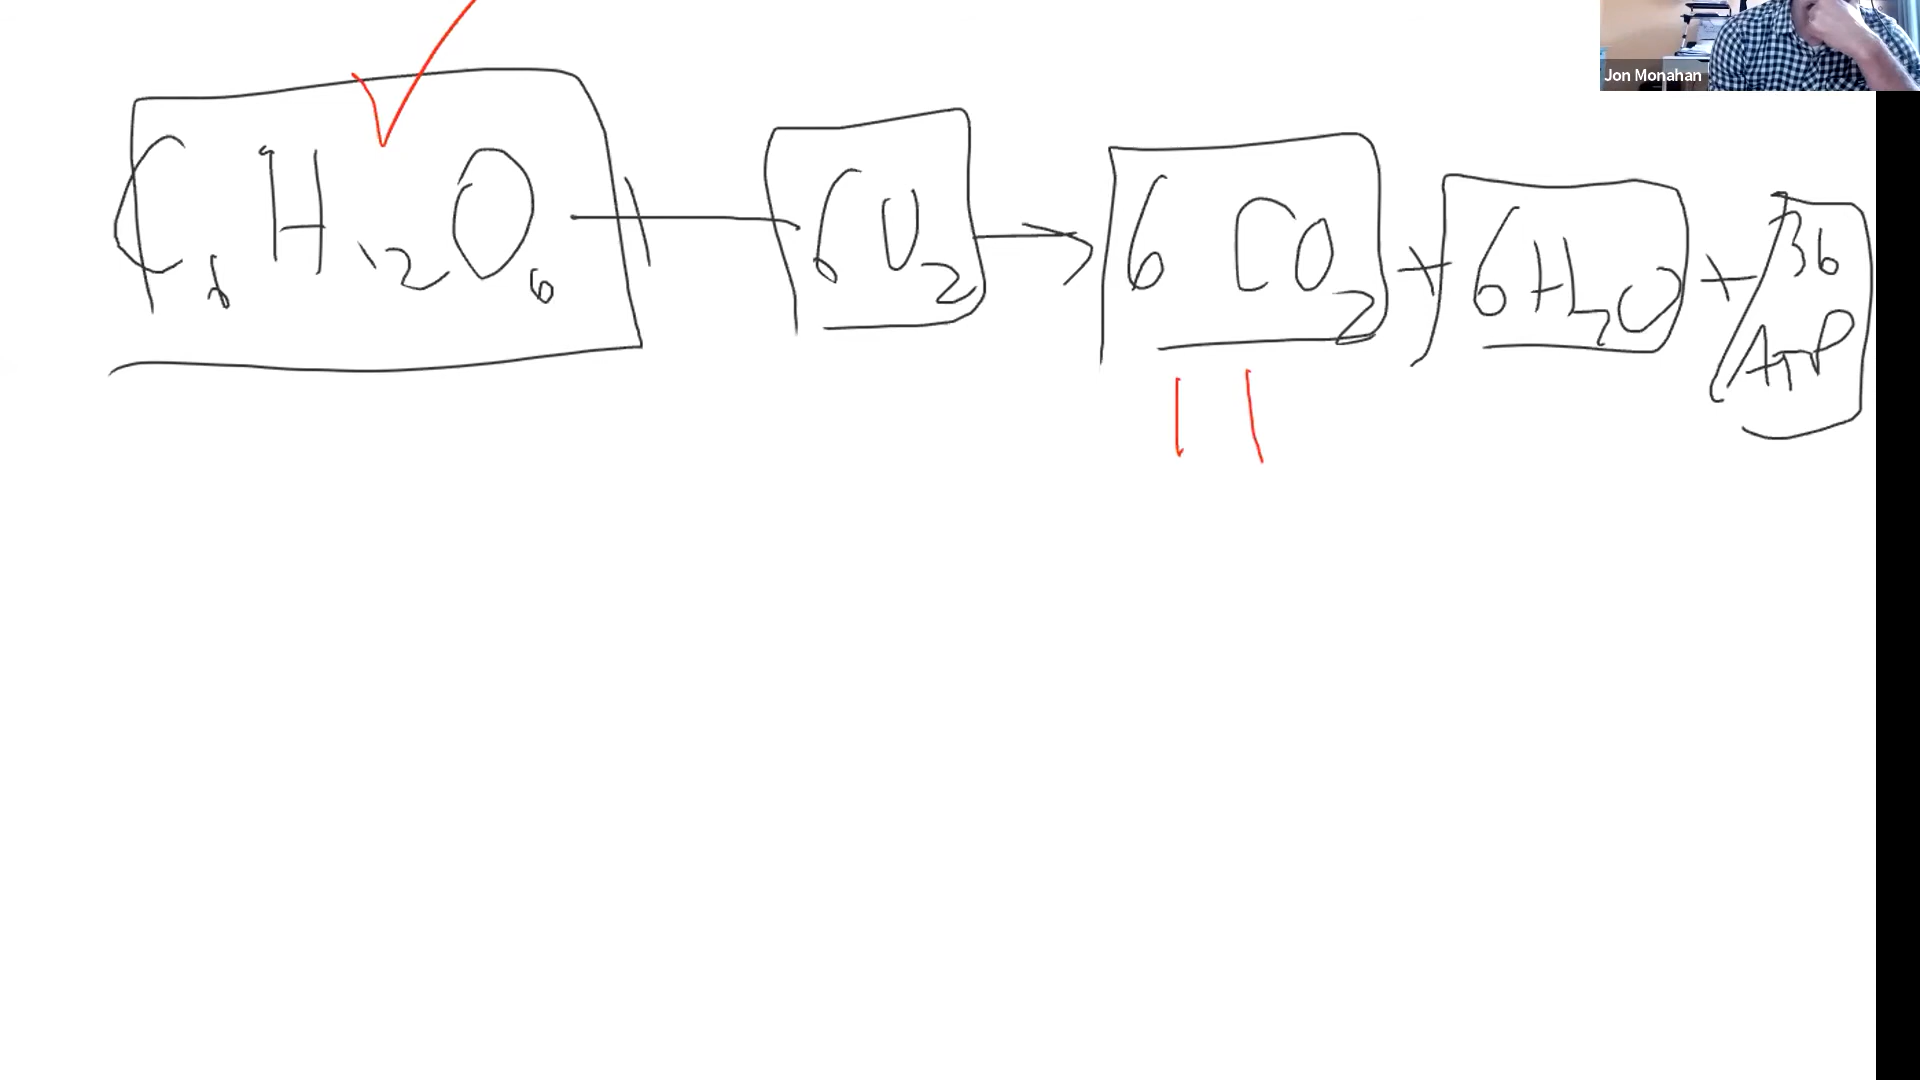 Jon Monahan
C6H12O6 + 6O2 → 6CO2 + 6H2O + 36
ATP